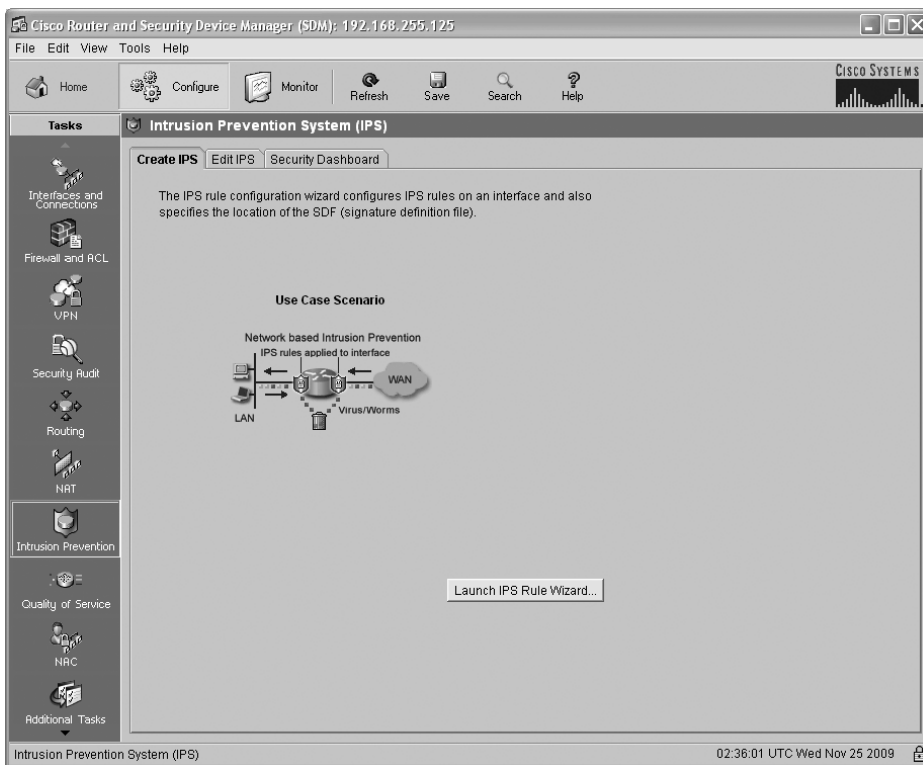 Cisco Router and Security Device Manager (SDM): 192.168.255.125
File Edit View Tools Help
Home Configure Monitor Refresh Save Search Help
CISCO SYSTEMS
Tasks
Intrusion Prevention System (IPS)
Create IPS Edit IPS Security Dashboard
The IPS rule configuration wizard configures IPS rules on an interface and also
specifies the location of the SDF (signature definition file).
Use Case Scenario
Network based Intrusion Prevention
IPS rules applied to interface
WAN
LAN
Virus/Worms
Launch IPS Rule Wizard...
Interfaces and
Connections
Firewall and ACL
VPN
Security Audit
Routing
NAT
Intrusion Prevention
Quality of Service
NAC
Additional Tasks
Intrusion Prevention System (IPS)
02:36:01 UTC Wed Nov 25 2009